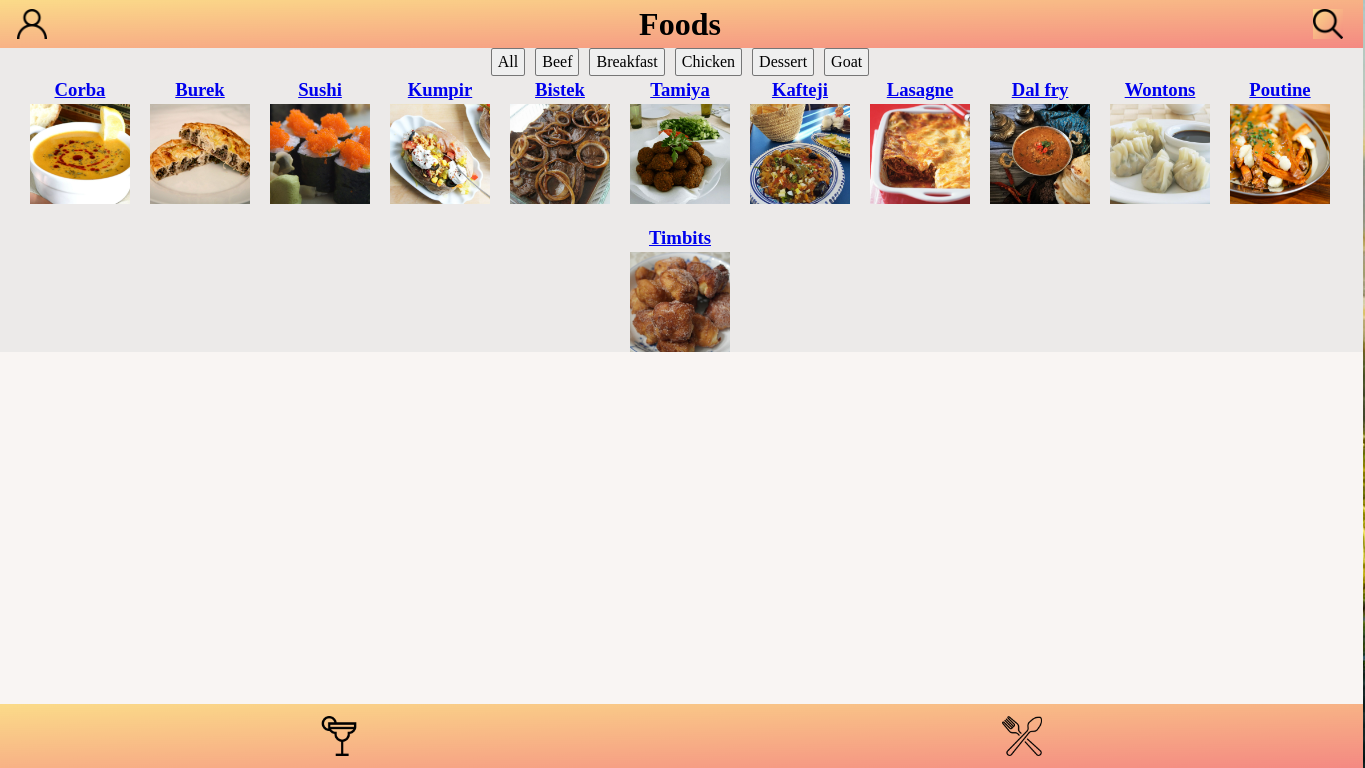 Foods
All Beef Breakfast Chicken Dessert Goat
Corba Burek Sushi Kumpir Bistek Tamiya Kafteji Lasagne Dal fry Wontons Poutine
Timbits